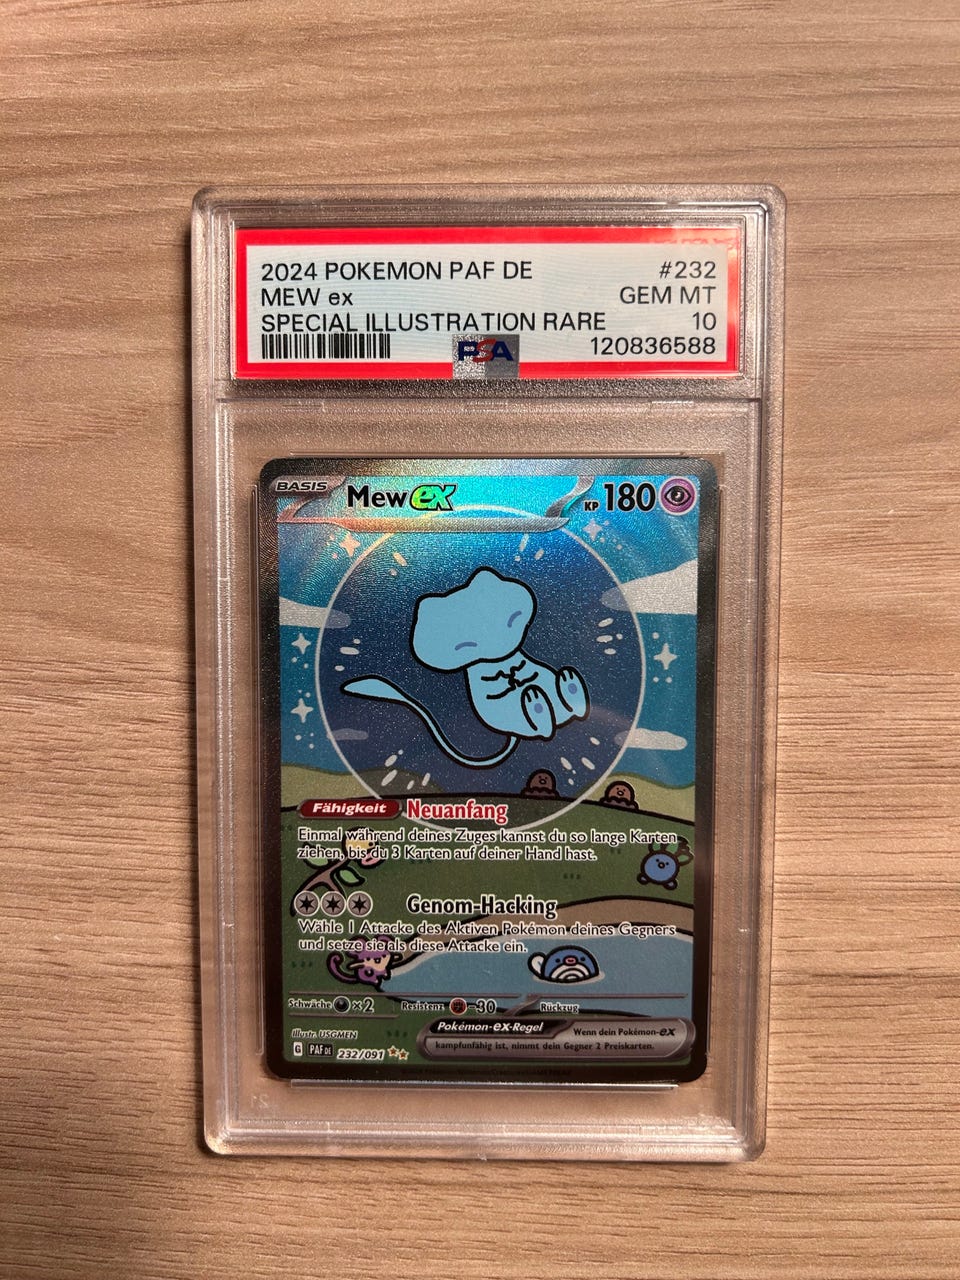 2024 POKEMON PAF DE #232
MEW ex GEM MT
SPECIAL ILLUSTRATION RARE 10
PSA 120836588
BASIS Mew ex KP 180
Fähigkeit Neuanfang
Einmal während deines Zuges kannst du so lange Karten
ziehen, bis du 3 Karten auf deiner Hand hast.
Genom-Hacking
Wähle 1 Attacke des Aktiven Pokémon deines Gegners
und setze sie als diese Attacke ein.
Schwäche ×2 Resistenz -30 Rückzug
Illustr. USGMEN
Pokémon-ex-Regel Wenn dein Pokémon-ex
kampfunfähig ist, nimmt dein Gegner 2 Preiskarten.
G PAF DE 232/091